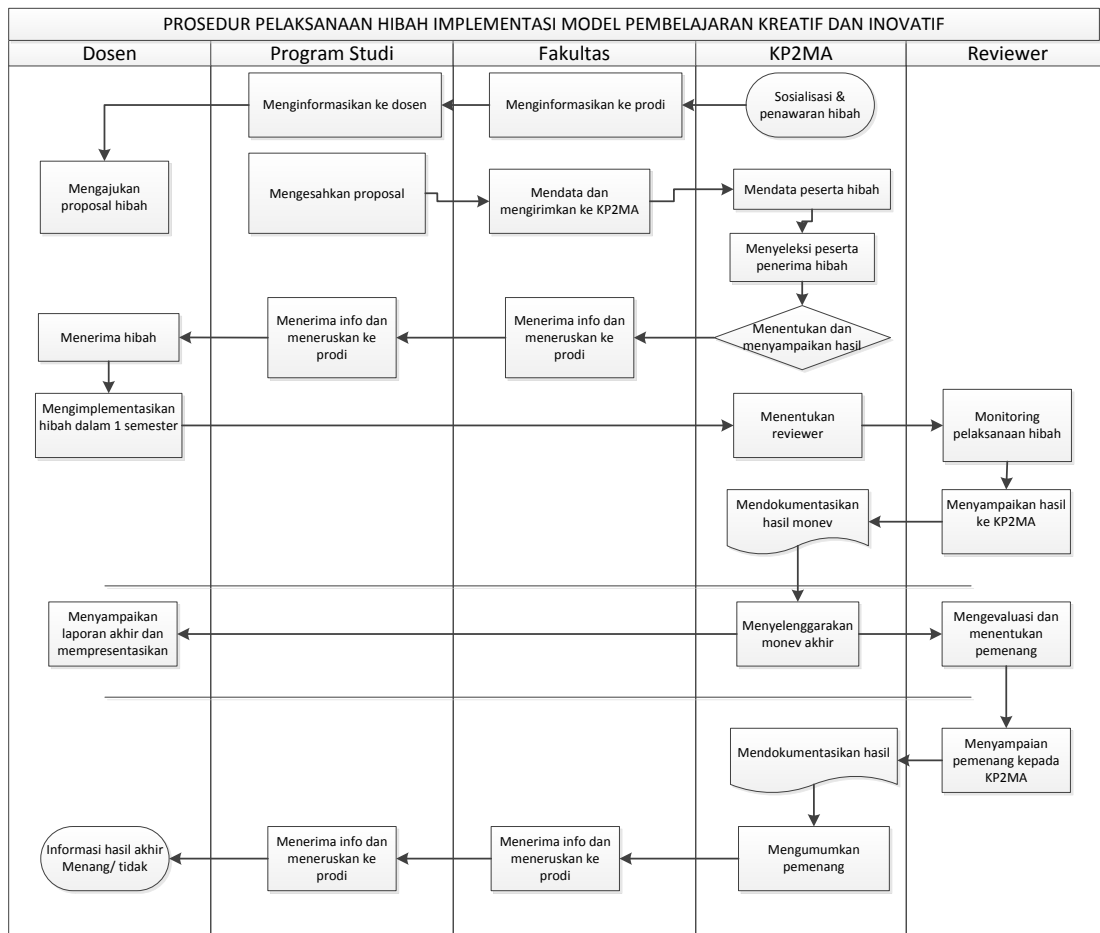 PROSEDUR PELAKSANAAN HIBAH IMPLEMENTASI MODEL PEMBELAJARAN KREATIF DAN INOVATIF
Dosen
Program Studi
Fakultas
KP2MA
Reviewer
Menginformasikan ke dosen
Menginformasikan ke prodi
Sosialisasi &
penawaran hibah
Mengajukan
proposal hibah
Mengesahkan proposal
Mendata dan
mengirimkan ke KP2MA
Mendata peserta hibah
Menyeleksi peserta
penerima hibah
Menerima hibah
Menerima info dan
meneruskan ke
prodi
Menerima info dan
meneruskan ke
prodi
Menentukan dan
menyampaikan hasil
Mengimplementasikan
hibah dalam 1 semester
Menentukan
reviewer
Monitoring
pelaksanaan hibah
Mendokumentasikan
hasil monev
Menyampaikan hasil
ke KP2MA
Menyampaikan
laporan akhir dan
mempresentasikan
Menyelenggarakan
monev akhir
Mengevaluasi dan
menentukan
pemenang
Mendokumentasikan hasil
Menyampaian
pemenang kepada
KP2MA
Informasi hasil akhir
Menang/ tidak
Menerima info dan
meneruskan ke
prodi
Menerima info dan
meneruskan ke
prodi
Mengumumkan
pemenang